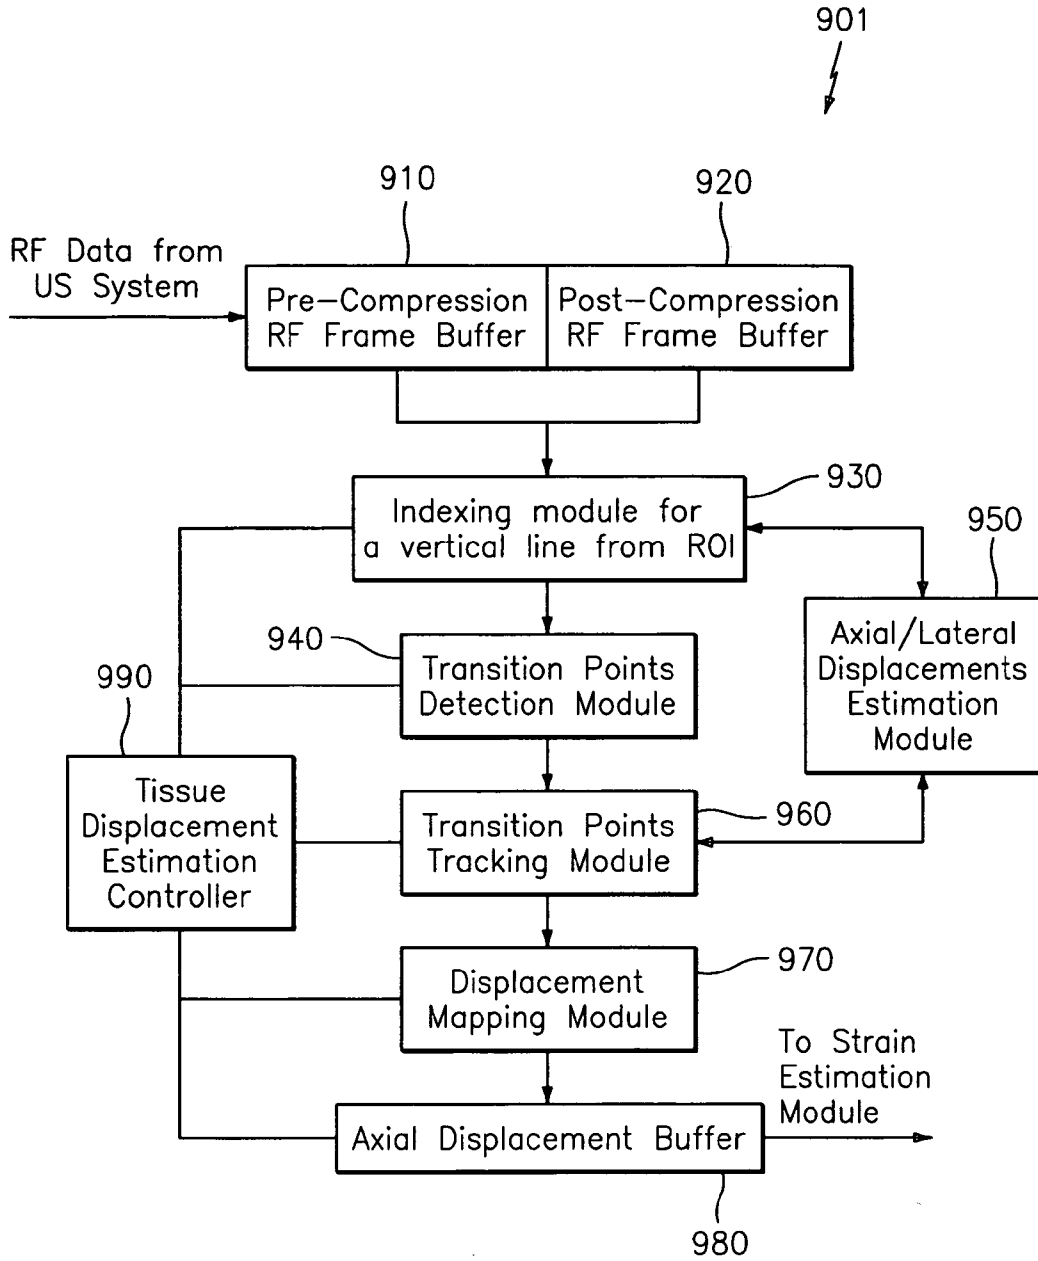 901
910
920
RF Data from
US System
Pre-Compression
RF Frame Buffer
Post-Compression
RF Frame Buffer
930
Indexing module for
a vertical line from ROI
950
940
Transition Points
Detection Module
Axial/Lateral
Displacements
Estimation
Module
990
Tissue
Displacement
Estimation
Controller
960
Transition Points
Tracking Module
970
Displacement
Mapping Module
To Strain
Estimation
Module
Axial Displacement Buffer
980